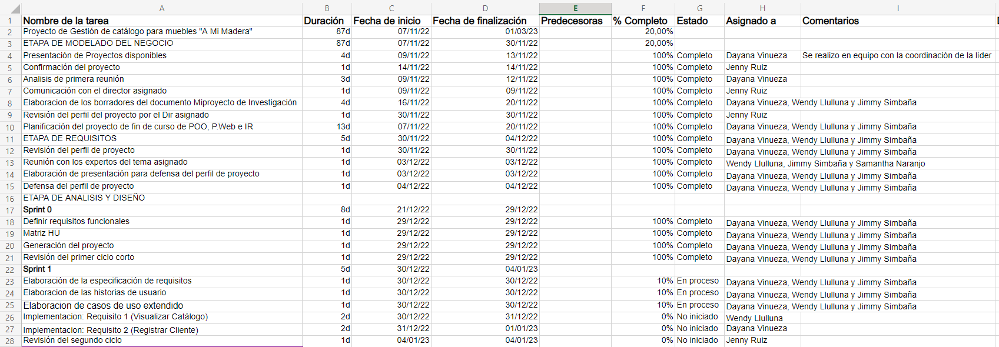 A B C D E F G H I
1 Nombre de la tarea Duración Fecha de inicio Fecha de finalización Predecesoras % Completo Estado Asignado a Comentarios
2 Proyecto de Gestión de catálogo para muebles "A Mi Madera" 87d 07/11/22 01/03/23 20,00%
3 ETAPA DE MODELADO DEL NEGOCIO 87d 07/11/22 30/11/22 20,00%
4 Presentación de Proyectos disponibles 4d 09/11/22 13/11/22 100% Completo Dayana Vinueza Se realizo en equipo con la coordinación de la líder
5 Confirmación del proyecto 1d 14/11/22 14/11/22 100% Completo Jenny Ruiz
6 Analisis de primera reunión 3d 09/11/22 12/11/22 100% Completo Dayana Vinueza
7 Comunicación con el director asignado 1d 09/11/22 09/11/22 100% Completo Jenny Ruiz
8 Elaboracion de los borradores del documento Miproyecto de Investigación 4d 16/11/22 20/11/22 100% Completo Dayana Vinueza, Wendy Llulluna y Jimmy Simbaña
9 Revisión del perfil del proyecto por el Dir asignado 1d 30/11/22 30/11/22 100% Completo Jenny Ruiz
10 Planificación del proyecto de fin de curso de POO, P.Web e IR 13d 07/11/22 20/11/22 100% Completo Dayana Vinueza, Wendy Llulluna y Jimmy Simbaña
11 ETAPA DE REQUISITOS 5d 30/11/22 04/12/22 100% Completo Dayana Vinueza, Wendy Llulluna y Jimmy Simbaña
12 Revisión del perfil de proyecto 1d 30/11/22 30/11/22 100% Completo Dayana Vinueza, Wendy Llulluna y Jimmy Simbaña
13 Reunión con los expertos del tema asignado 1d 03/12/22 03/12/22 100% Completo Wendy Llulluna, Jimmy Simbaña y Samantha Naranjo
14 Elaboración de presentación para defensa del perfil de proyecto 1d 03/12/22 03/12/22 100% Completo Dayana Vinueza, Wendy Llulluna y Jimmy Simbaña
15 Defensa del perfil de proyecto 1d 04/12/22 04/12/22 100% Completo Dayana Vinueza, Wendy Llulluna y Jimmy Simbaña
16 ETAPA DE ANALISIS Y DISEÑO
17 Sprint 0 8d 21/12/22 29/12/22
18 Definir requisitos funcionales 1d 29/12/22 29/12/22 100% Completo Dayana Vinueza, Wendy Llulluna y Jimmy Simbaña
19 Matriz HU 1d 29/12/22 29/12/22 100% Completo Dayana Vinueza, Wendy Llulluna y Jimmy Simbaña
20 Generación del proyecto 1d 29/12/22 29/12/22 100% Completo Dayana Vinueza, Wendy Llulluna y Jimmy Simbaña
21 Revisión del primer ciclo corto 1d 29/12/22 29/12/22 100% Completo Dayana Vinueza, Wendy Llulluna y Jimmy Simbaña
22 Sprint 1 5d 30/12/22 04/01/23
23 Elaboración de la especificación de requisitos 1d 30/12/22 30/12/22 10% En proceso Dayana Vinueza, Wendy Llulluna y Jimmy Simbaña
24 Elaboracion de las historias de usuario 1d 30/12/22 30/12/22 10% En proceso Dayana Vinueza, Wendy Llulluna y Jimmy Simbaña
25 Elaboracion de casos de uso extendido 1d 30/12/22 30/12/22 10% En proceso Dayana Vinueza, Wendy Llulluna y Jimmy Simbaña
26 Implementacion: Requisito 1 (Visualizar Catálogo) 2d 30/12/22 31/12/22 0% No iniciado Wendy Llulluna
27 Implementacion: Requisito 2 (Registrar Cliente) 2d 31/12/22 01/01/23 0% No iniciado Dayana Vinueza
28 Revisión del segundo ciclo 1d 04/01/23 04/01/23 0% No iniciado Jenny Ruiz